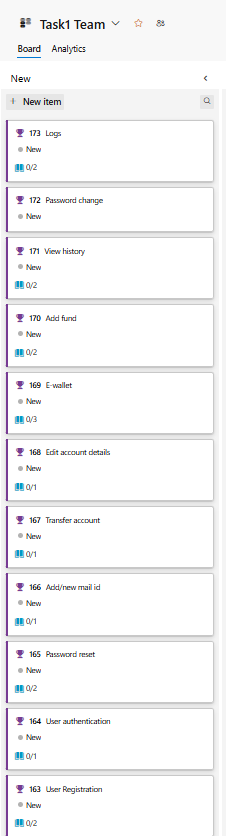 Task1 Team
Board Analytics
New
+ New item
173 Logs
New
0/2
172 Password change
New
171 View history
New
0/2
170 Add fund
New
0/2
169 E-wallet
New
0/3
168 Edit account details
New
0/1
167 Transfer account
New
0/1
166 Add/new mail id
New
0/1
165 Password reset
New
0/2
164 User authentication
New
0/1
163 User Registration
New
0/2